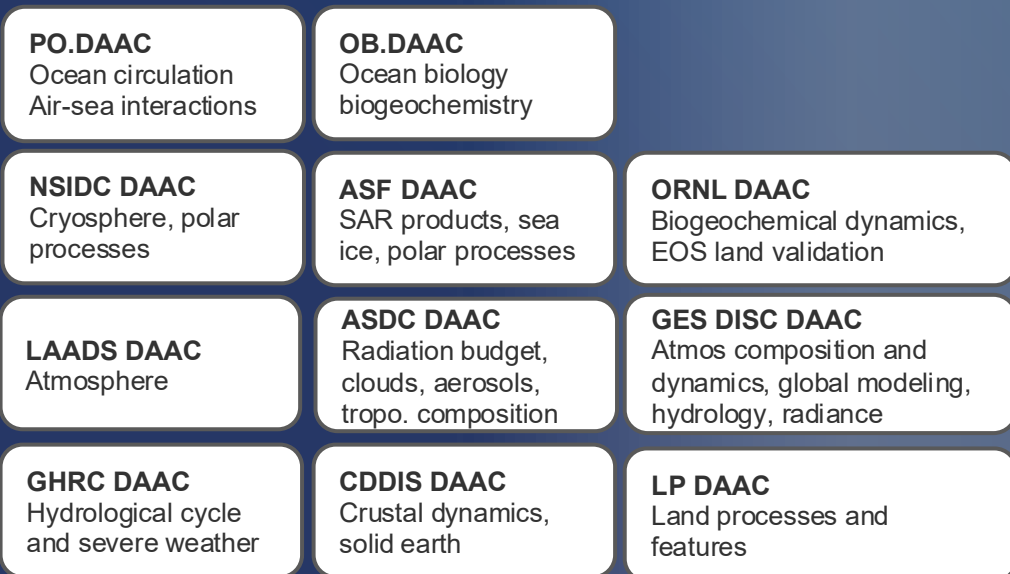 PO.DAAC
Ocean circulation
Air-sea interactions
OB.DAAC
Ocean biology
biogeochemistry
NSIDC DAAC
Cryosphere, polar
processes
ASF DAAC
SAR products, sea
ice, polar processes
ORNL DAAC
Biogeochemical dynamics,
EOS land validation
LAADS DAAC
Atmosphere
ASDC DAAC
Radiation budget,
clouds, aerosols,
tropo. composition
GES DISC DAAC
Atmos composition and
dynamics, global modeling,
hydrology, radiance
GHRC DAAC
Hydrological cycle
and severe weather
CDDIS DAAC
Crustal dynamics,
solid earth
LP DAAC
Land processes and
features